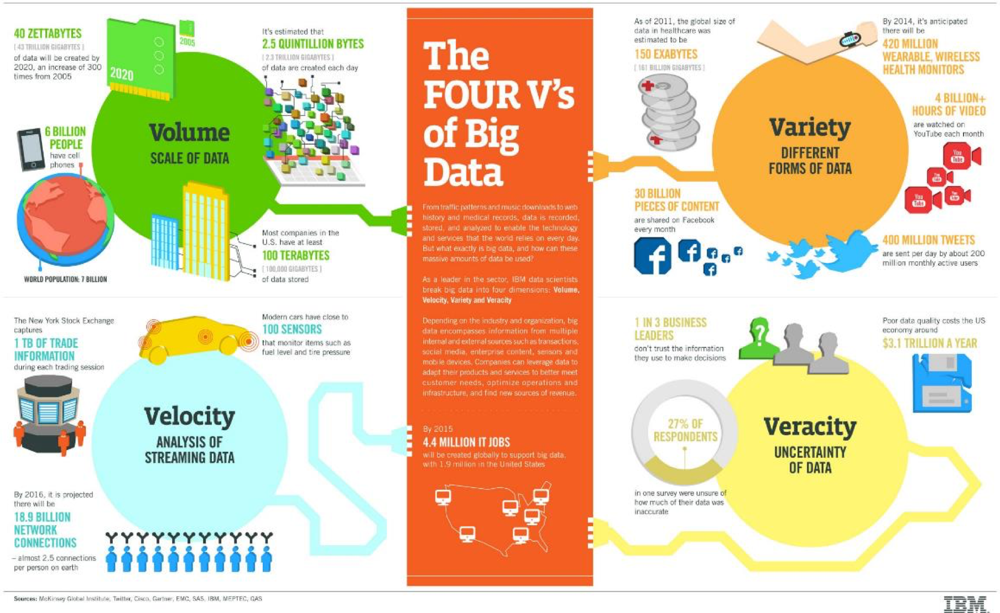 40 ZETTABYTES
[ 43 TRILLION GIGABYTES ]
of data will be created by
2020, an increase of 300
times from 2005
2020
2005
It's estimated that
2.5 QUINTILLION BYTES
[ 2.3 TRILLION GIGABYTES ]
of data are created each day
6 BILLION
PEOPLE
have cell
phones
WORLD POPULATION: 7 BILLION
Volume
SCALE OF DATA
Most companies in the
U.S. have at least
100 TERABYTES
[ 100,000 GIGABYTES ]
of data stored
The New York Stock Exchange
captures
1 TB OF TRADE
INFORMATION
during each trading session
Modern cars have close to
100 SENSORS
that monitor items such as
fuel level and tire pressure
Velocity
ANALYSIS OF
STREAMING DATA
By 2016, it is projected
there will be
18.9 BILLION
NETWORK
CONNECTIONS
– almost 2.5 connections
per person on earth
The
FOUR V's
of Big
Data
From traffic patterns and music downloads to web
history and medical records, data is recorded,
stored, and analyzed to enable the technology
and services that the world relies on every day.
But what exactly is big data, and how can these
massive amounts of data be used?
As a leader in the sector, IBM data scientists
break big data into four dimensions: Volume,
Velocity, Variety and Veracity
Depending on the industry and organization, big
data encompasses information from multiple
internal and external sources such as transactions,
social media, enterprise content, sensors and
mobile devices. Companies can leverage data to
adapt their products and services to better meet
customer needs, optimize operations and
infrastructure, and find new sources of revenue.
By 2015
4.4 MILLION IT JOBS
will be created globally to support big data,
with 1.9 million in the United States
As of 2011, the global size of
data in healthcare was
estimated to be
150 EXABYTES
[ 161 BILLION GIGABYTES ]
By 2014, it's anticipated
there will be
420 MILLION
WEARABLE, WIRELESS
HEALTH MONITORS
4 BILLION+
HOURS OF VIDEO
are watched on
YouTube each month
You
Tube
You
Tube
You
Tube
You
Tube
Variety
DIFFERENT
FORMS OF DATA
30 BILLION
PIECES OF CONTENT
are shared on Facebook
every month
f
f
f
f
f
f
400 MILLION TWEETS
are sent per day by about 200
million monthly active users
1 IN 3 BUSINESS
LEADERS
don't trust the information
they use to make decisions
?
Poor data quality costs the US
economy around
$3.1 TRILLION A YEAR
27% OF
RESPONDENTS
in one survey were unsure of
how much of their data was
inaccurate
Veracity
UNCERTAINTY
OF DATA
Sources: McKinsey Global Institute, Twitter, Cisco, Gartner, EMC, SAS, IBM, MEPTEC, QAS
IBM.